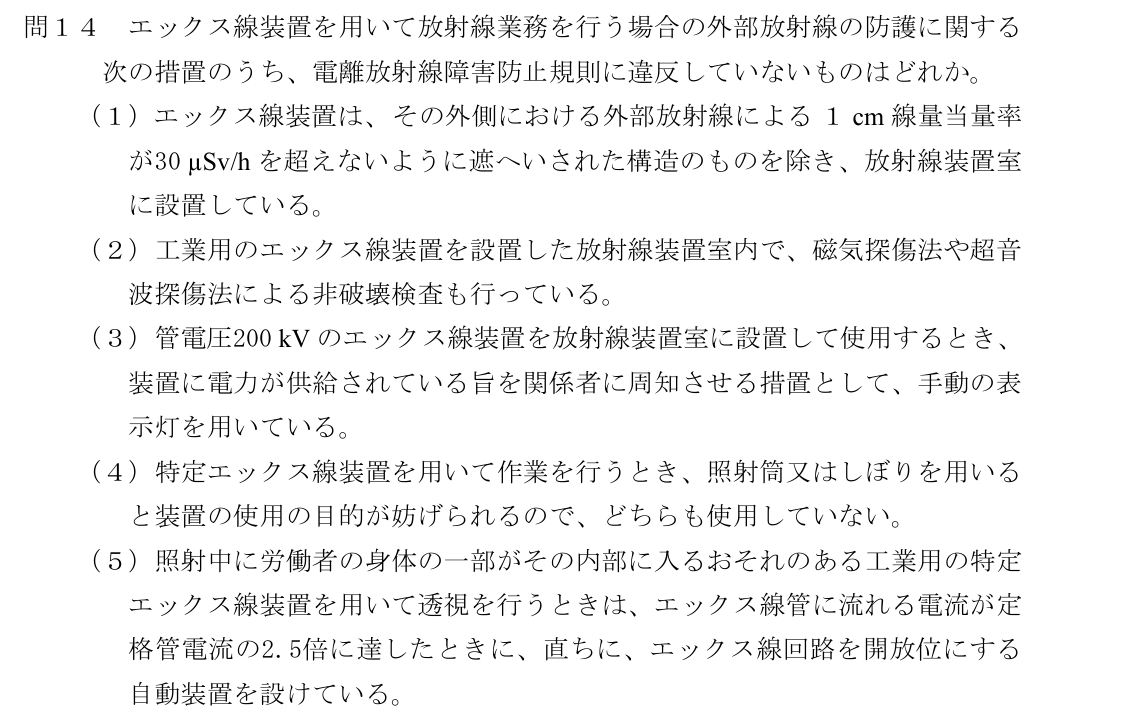 問１４　エックス線装置を用いて放射線業務を行う場合の外部放射線の防護に関する
次の措置のうち、電離放射線障害防止規則に違反していないものはどれか。
（１）エックス線装置は、その外側における外部放射線による １ cm 線量当量率
が30 µSv/h を超えないように遮へいされた構造のものを除き、放射線装置室
に設置している。
（２）工業用のエックス線装置を設置した放射線装置室内で、磁気探傷法や超音
波探傷法による非破壊検査も行っている。
（３）管電圧200 kV のエックス線装置を放射線装置室に設置して使用するとき、
装置に電力が供給されている旨を関係者に周知させる措置として、手動の表
示灯を用いている。
（４）特定エックス線装置を用いて作業を行うとき、照射筒又はしぼりを用いる
と装置の使用の目的が妨げられるので、どちらも使用していない。
（５）照射中に労働者の身体の一部がその内部に入るおそれのある工業用の特定
エックス線装置を用いて透視を行うときは、エックス線管に流れる電流が定
格管電流の2.5倍に達したときに、直ちに、エックス線回路を開放位にする
自動装置を設けている。